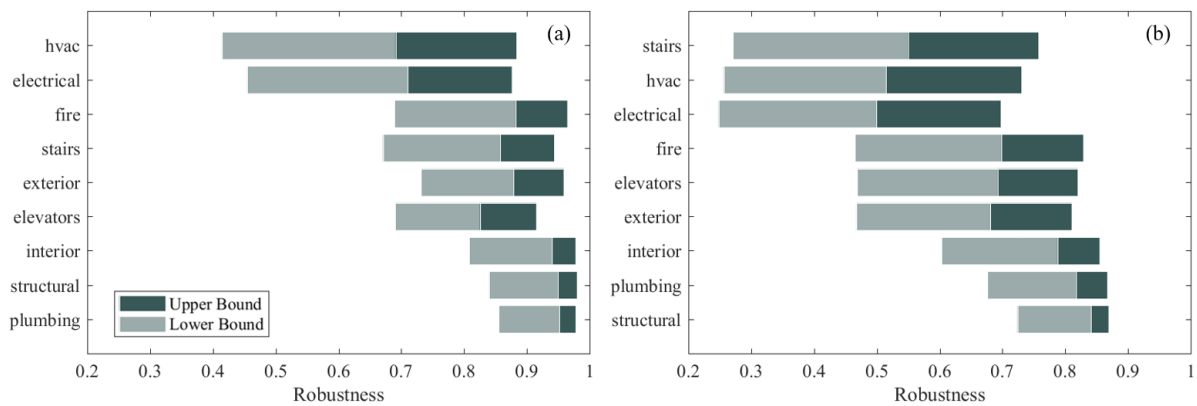 (a)
hvac
electrical
fire
stairs
exterior
elevators
interior
structural
plumbing
Upper Bound
Lower Bound
0.2 0.3 0.4 0.5 0.6 0.7 0.8 0.9 1
Robustness
(b)
stairs
hvac
electrical
fire
elevators
exterior
interior
plumbing
structural
0.2 0.3 0.4 0.5 0.6 0.7 0.8 0.9 1
Robustness